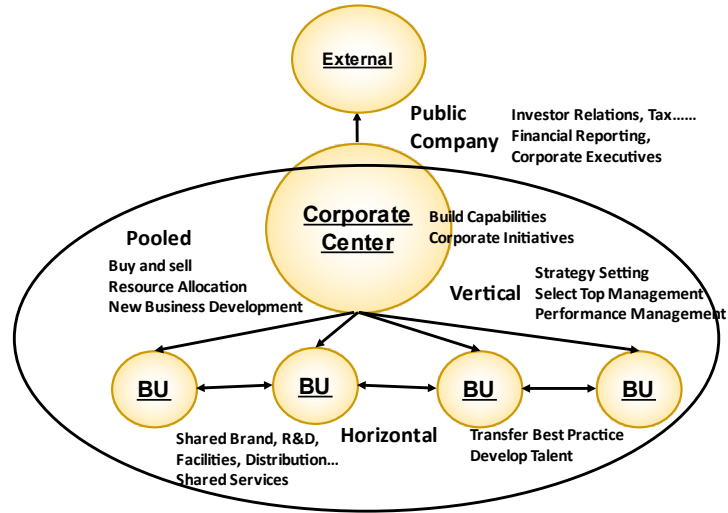 External
Public
Company
Investor Relations, Tax……
Financial Reporting,
Corporate Executives
Corporate
Center
Build Capabilities
Corporate Initiatives
Pooled
Buy and sell
Resource Allocation
New Business Development
Vertical
Strategy Setting
Select Top Management
Performance Management
BU
BU
BU
BU
Shared Brand, R&D,
Facilities, Distribution…
Shared Services
Horizontal
Transfer Best Practice
Develop Talent